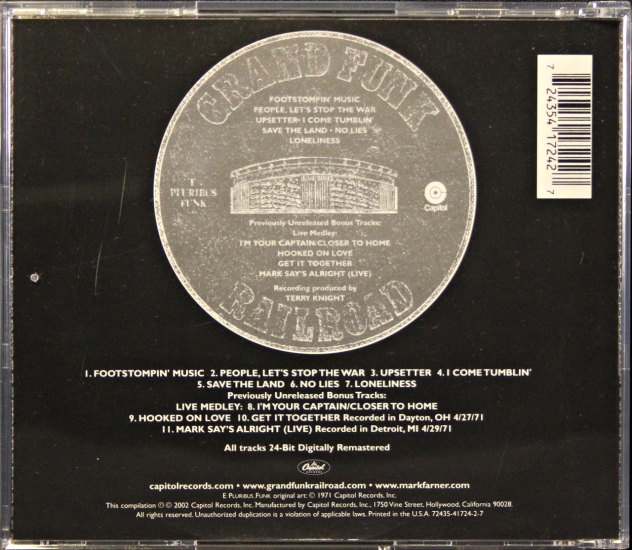 GRAND FUNK
FOOTSTOMPIN' MUSIC
PEOPLE, LET'S STOP THE WAR
UPSETTER • I COME TUMBLIN'
SAVE THE LAND • NO LIES
LONELINESS
E
PLURIBUS
FUNK
Capitol
Previously Unreleased Bonus Tracks:
Live Medley:
I'M YOUR CAPTAIN/CLOSER TO HOME
HOOKED ON LOVE
GET IT TOGETHER
MARK SAY'S ALRIGHT (LIVE)
Recording produced by
TERRY KNIGHT
RAILROAD
7 24354 17242 7
1. FOOTSTOMPIN' MUSIC 2. PEOPLE, LET'S STOP THE WAR 3. UPSETTER 4. I COME TUMBLIN'
5. SAVE THE LAND 6. NO LIES 7. LONELINESS
Previously Unreleased Bonus Tracks:
LIVE MEDLEY: 8. I'M YOUR CAPTAIN/CLOSER TO HOME
9. HOOKED ON LOVE 10. GET IT TOGETHER Recorded in Dayton, OH 4/27/71
11. MARK SAY'S ALRIGHT (LIVE) Recorded in Detroit, MI 4/29/71
All tracks 24-Bit Digitally Remastered
Capitol
capitolrecords.com • www.grandfunkrailroad.com • www.markfarner.com
E PLURIBUS FUNK original art: © 1971 Capitol Records, Inc.
This compilation ℗ © 2002 Capitol Records, Inc. Manufactured by Capitol Records, Inc., 1750 Vine Street, Hollywood, California 90028.
All rights reserved. Unauthorized duplication is a violation of applicable laws. Printed in the U.S.A. 72435-41724-2-7